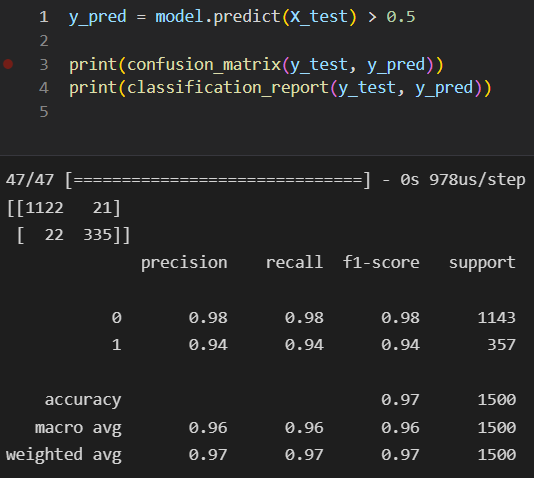 1 y_pred = model.predict(X_test) > 0.5
2
3 print(confusion_matrix(y_test, y_pred))
4 print(classification_report(y_test, y_pred))
5
47/47 [==============================] - 0s 978us/step
[[1122   21]
 [  22  335]]
              precision    recall  f1-score   support

           0       0.98      0.98      0.98      1143
           1       0.94      0.94      0.94       357

    accuracy                           0.97      1500
   macro avg       0.96      0.96      0.96      1500
weighted avg       0.97      0.97      0.97      1500